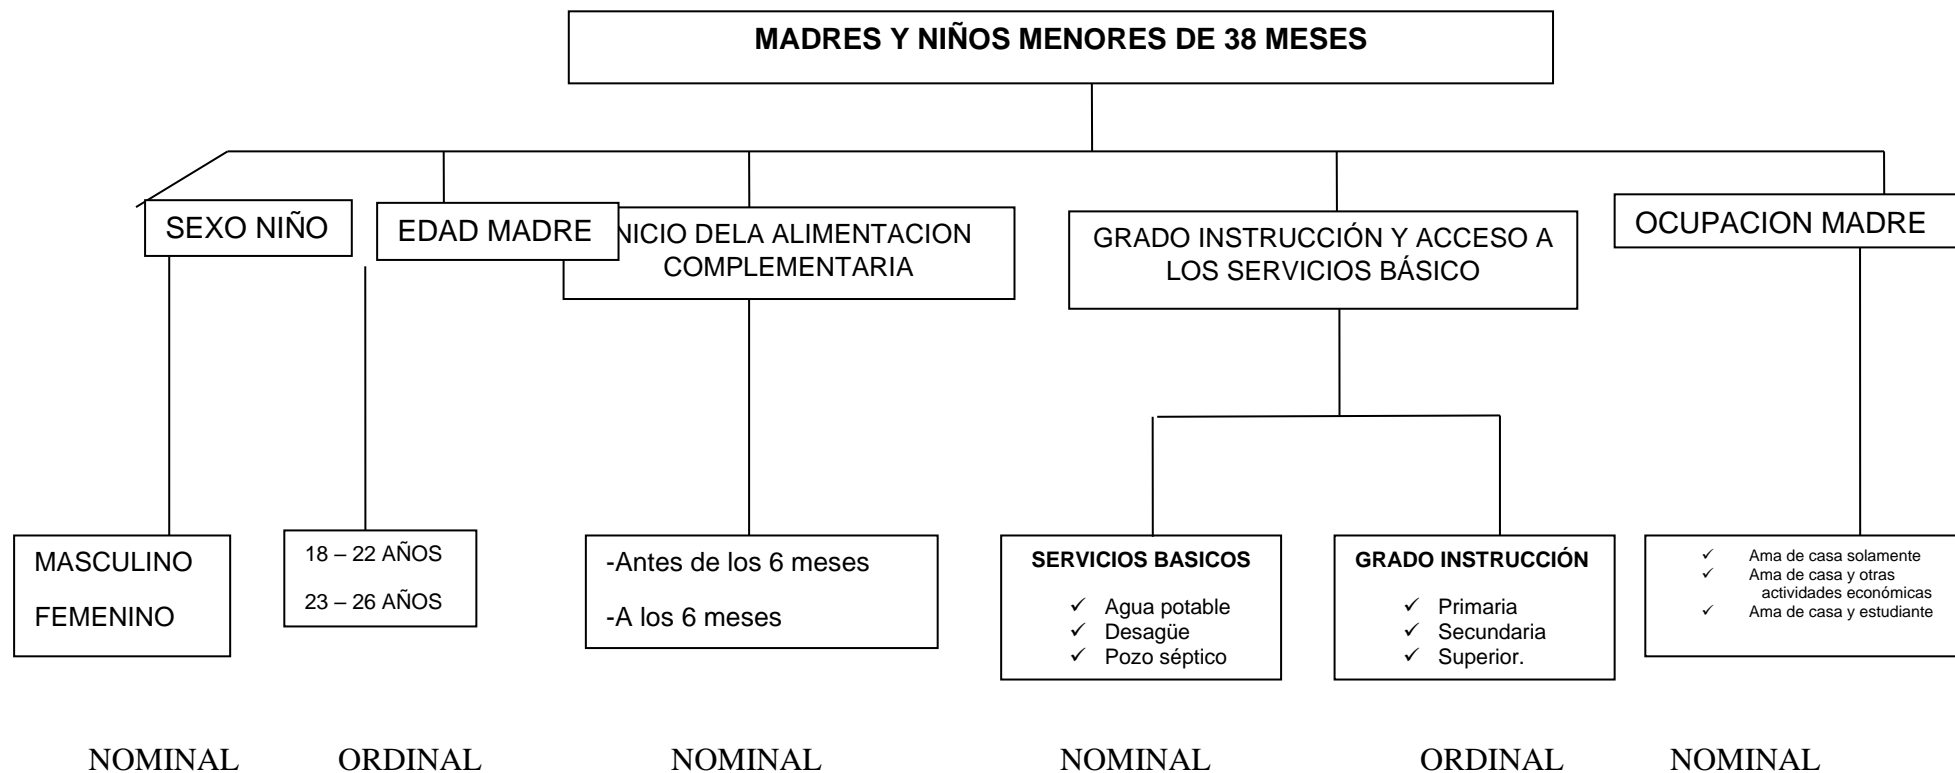 MADRES Y NIÑOS MENORES DE 38 MESES
SEXO NIÑO
EDAD MADRE
NICIO DELA ALIMENTACION
COMPLEMENTARIA
GRADO INSTRUCCIÓN Y ACCESO A
LOS SERVICIOS BÁSICO
OCUPACION MADRE
MASCULINO
FEMENINO
18 – 22 AÑOS
23 – 26 AÑOS
-Antes de los 6 meses
-A los 6 meses
SERVICIOS BASICOS
✓ Agua potable
✓ Desagüe
✓ Pozo séptico
GRADO INSTRUCCIÓN
✓ Primaria
✓ Secundaria
✓ Superior.
✓ Ama de casa solamente
✓ Ama de casa y otras
actividades económicas
✓ Ama de casa y estudiante
NOMINAL
ORDINAL
NOMINAL
NOMINAL
ORDINAL
NOMINAL